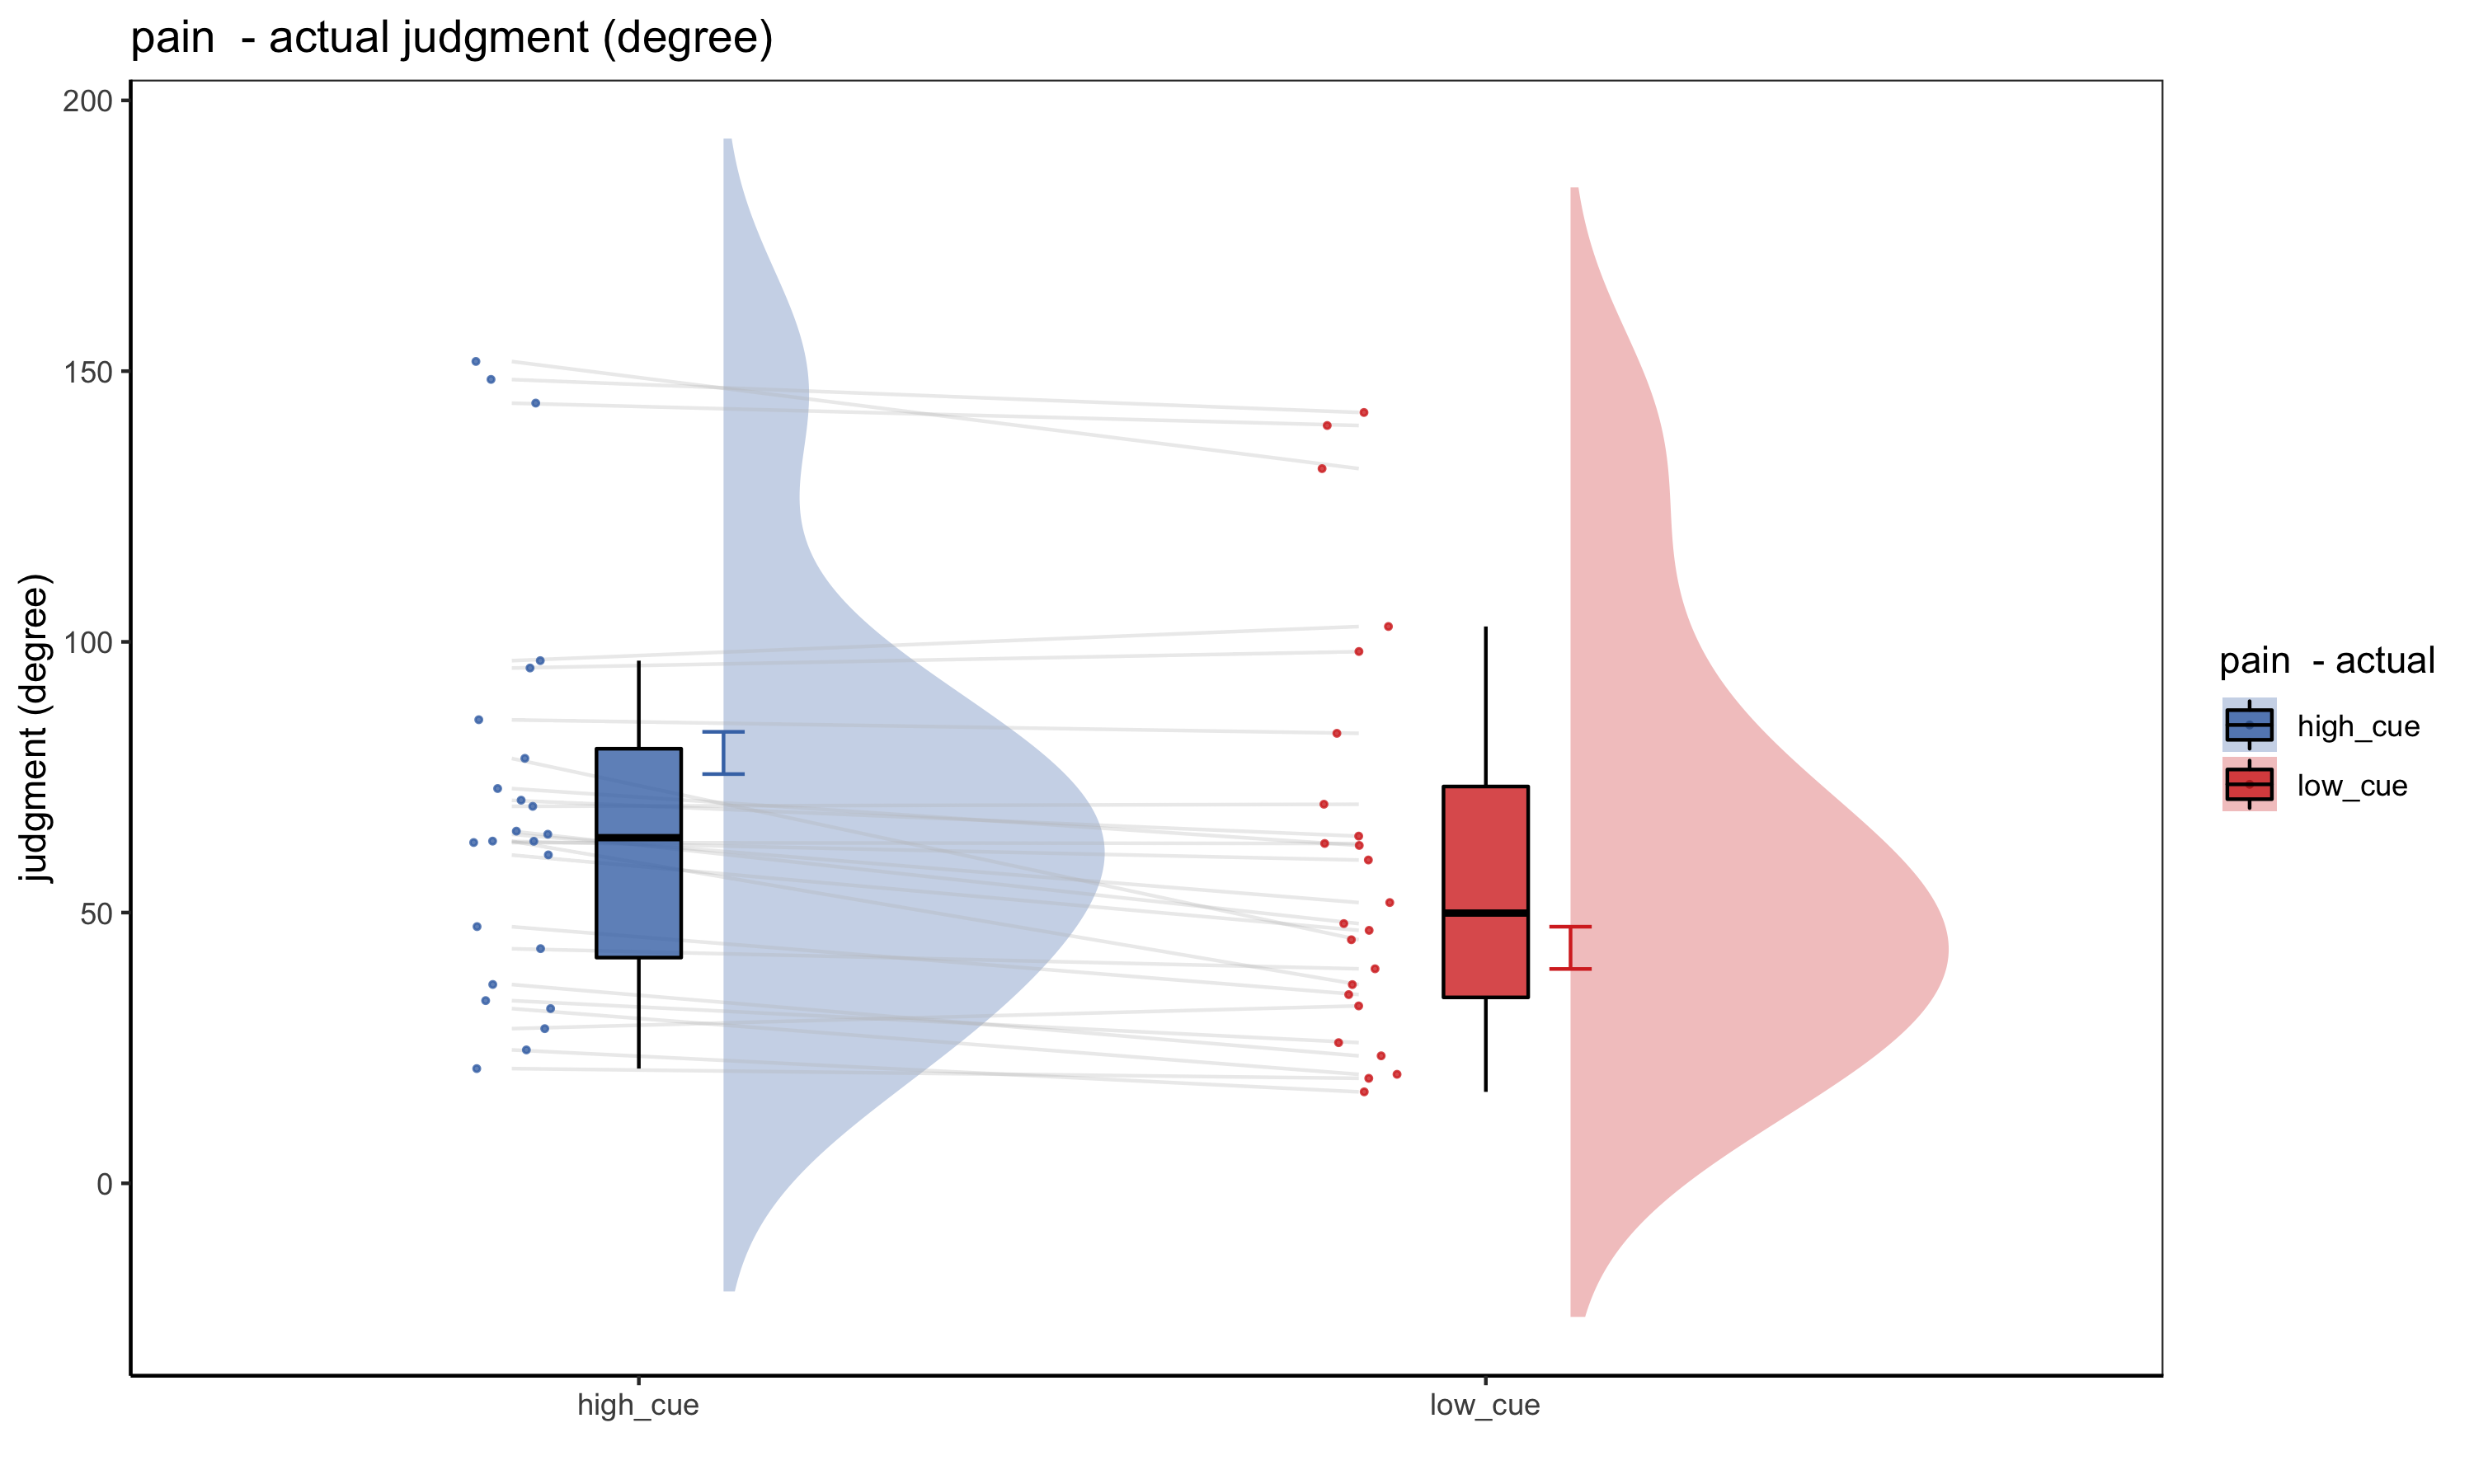 pain  - actual judgment (degree)
200
150
100
50
0
judgment (degree)
high_cue
low_cue
pain  - actual
high_cue
low_cue